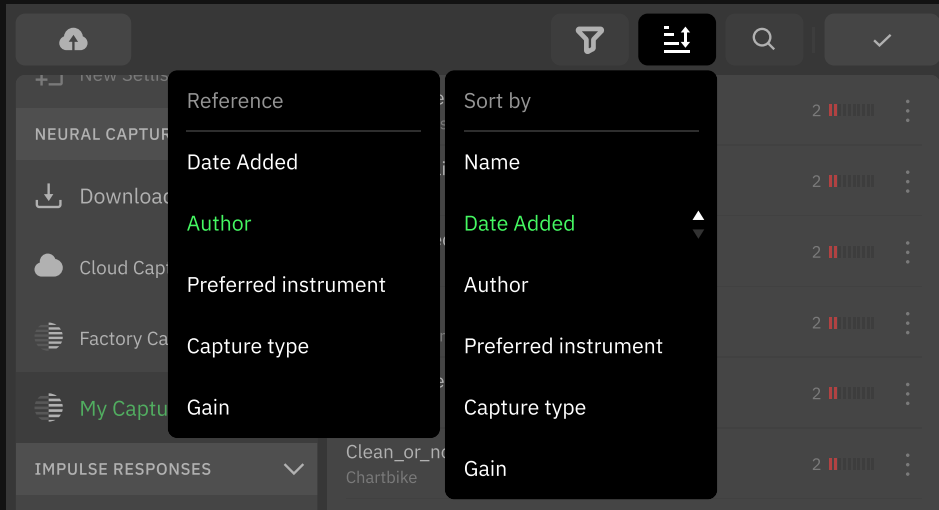 New Setlis
NEURAL CAPTUR
Download
Cloud Capt
Factory Ca
My Captu
IMPULSE RESPONSES
Reference
Date Added
Author
Preferred instrument
Capture type
Gain
Sort by
Name
Date Added
Author
Preferred instrument
Capture type
Gain
Clean_or_no
Chartbike
2
2
2
2
2
2